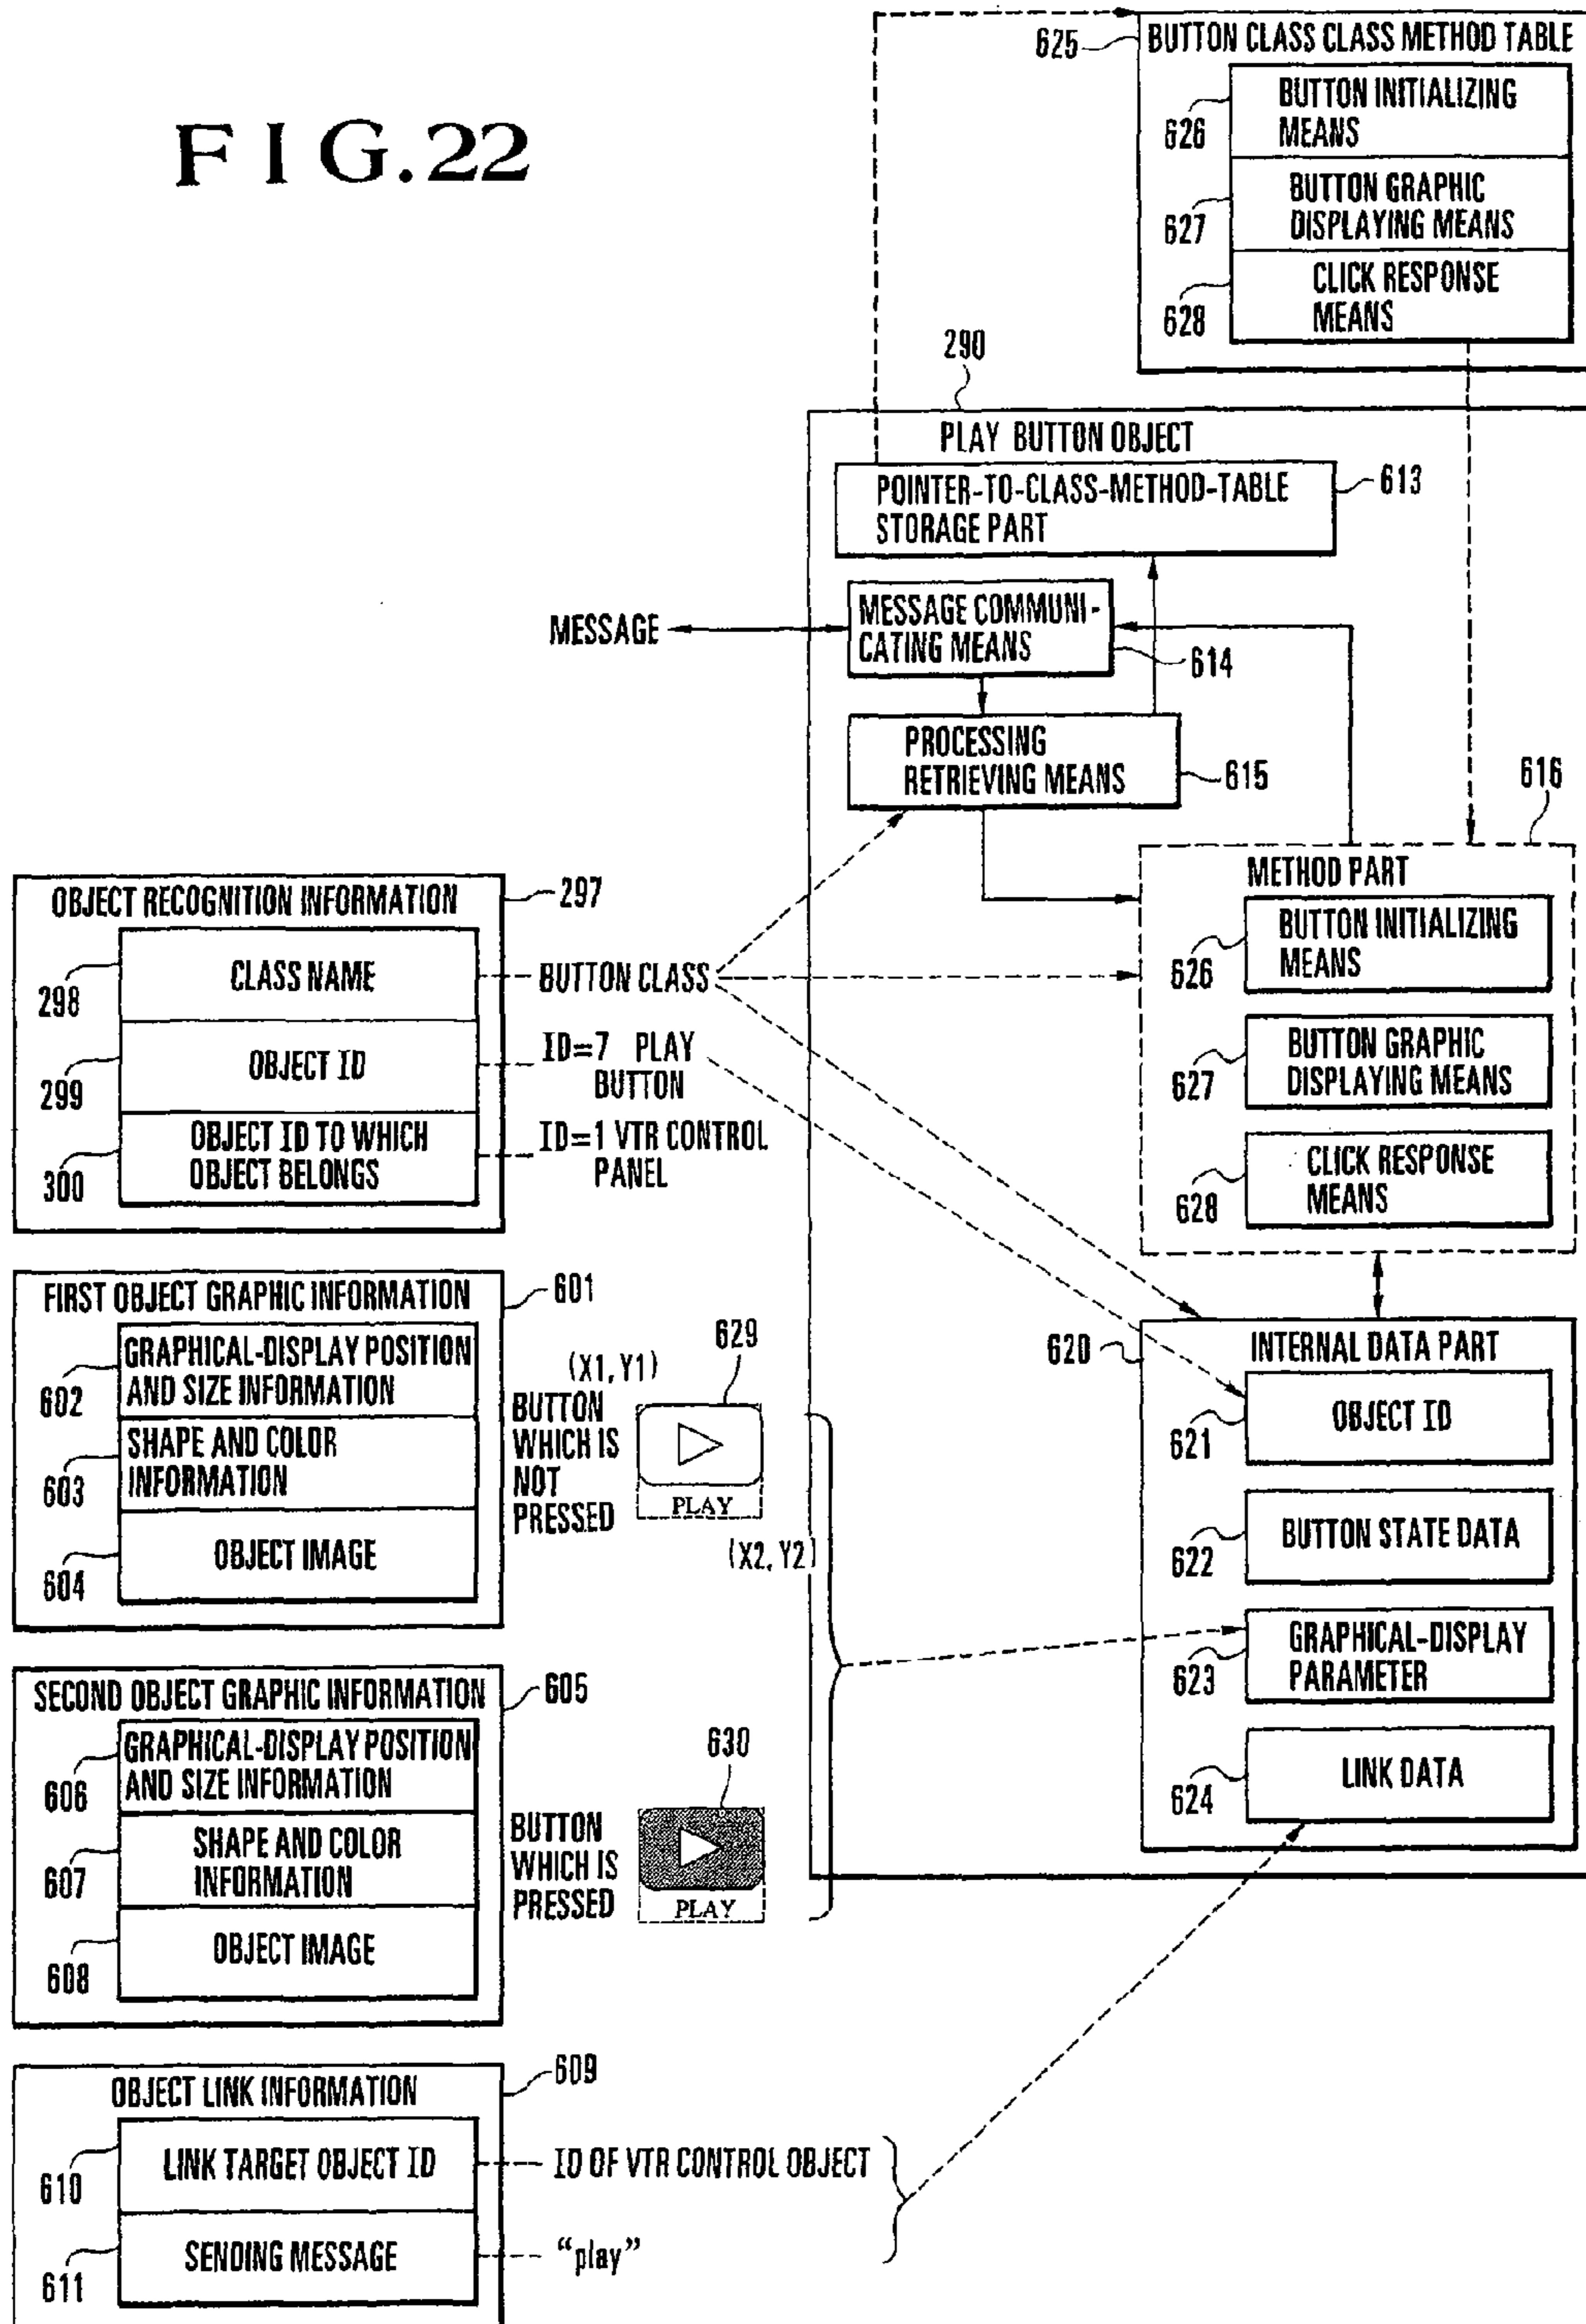 FIG.22
625
BUTTON CLASS CLASS METHOD TABLE
626
BUTTON INITIALIZING
MEANS
627
BUTTON GRAPHIC
DISPLAYING MEANS
628
CLICK RESPONSE
MEANS
290
PLAY BUTTON OBJECT
POINTER-TO-CLASS-METHOD-TABLE
STORAGE PART
613
MESSAGE
MESSAGE COMMUNI-
CATING MEANS
614
PROCESSING
RETRIEVING MEANS
615
616
METHOD PART
626
BUTTON INITIALIZING
MEANS
627
BUTTON GRAPHIC
DISPLAYING MEANS
628
CLICK RESPONSE
MEANS
620
INTERNAL DATA PART
621
OBJECT ID
622
BUTTON STATE DATA
623
GRAPHICAL-DISPLAY
PARAMETER
624
LINK DATA
OBJECT RECOGNITION INFORMATION
297
298
CLASS NAME
BUTTON CLASS
299
OBJECT ID
ID=7 PLAY
BUTTON
300
OBJECT ID TO WHICH
OBJECT BELONGS
ID=1 VTR CONTROL
PANEL
FIRST OBJECT GRAPHIC INFORMATION
601
602
GRAPHICAL-DISPLAY POSITION
AND SIZE INFORMATION
603
SHAPE AND COLOR
INFORMATION
604
OBJECT IMAGE
(X1, Y1)
BUTTON
WHICH IS
NOT
PRESSED
629
PLAY
(X2, Y2)
SECOND OBJECT GRAPHIC INFORMATION
605
606
GRAPHICAL-DISPLAY POSITION
AND SIZE INFORMATION
607
SHAPE AND COLOR
INFORMATION
608
OBJECT IMAGE
BUTTON
WHICH IS
PRESSED
630
PLAY
OBJECT LINK INFORMATION
609
610
LINK TARGET OBJECT ID
ID OF VTR CONTROL OBJECT
611
SENDING MESSAGE
"play"